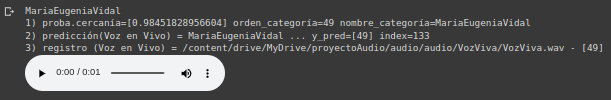 MariaEugeniaVidal
1) proba.cercanía=[0.98451828956604] orden_categoría=49 nombre_categoría=MariaEugeniaVidal
2) predicción(Voz en Vivo) = MariaEugeniaVidal ... y_pred=[49] index=133
3) registro (Voz en Vivo) = /content/drive/MyDrive/proyectoAudio/audio/audio/VozViva/VozViva.wav - [49]
0:00 / 0:01